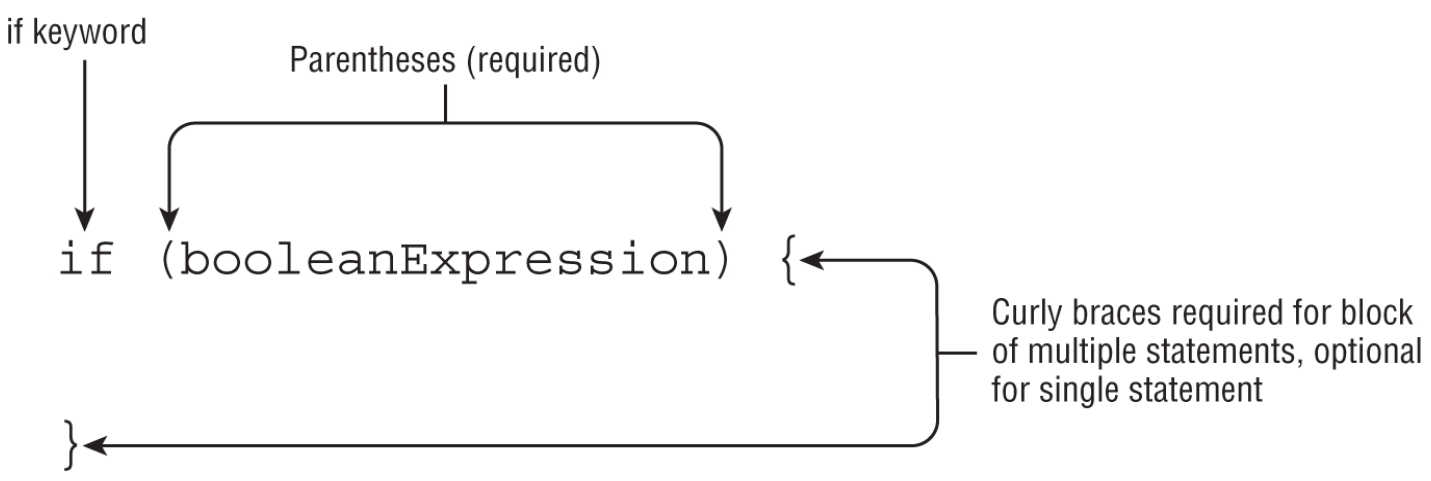 if keyword
Parentheses (required)
if (booleanExpression) {
Curly braces required for block
of multiple statements, optional
for single statement
}